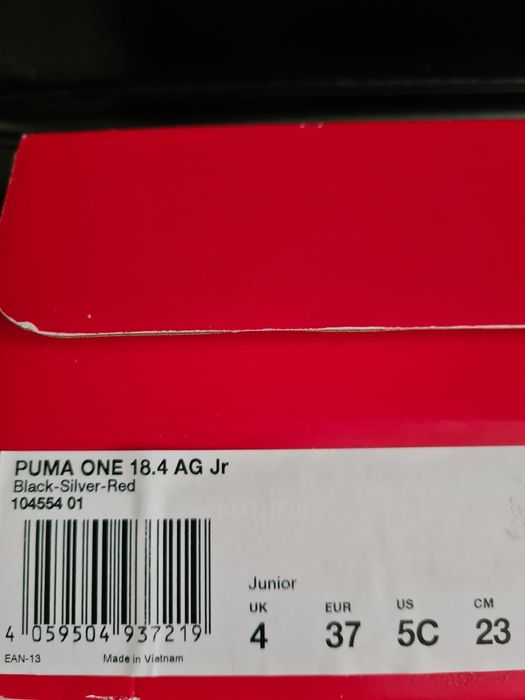 PUMA ONE 18.4 AG Jr
Black-Silver-Red
104554 01
Junior
UK EUR US CM
4 37 5C 23
4 059504 937219
EAN-13 Made in Vietnam